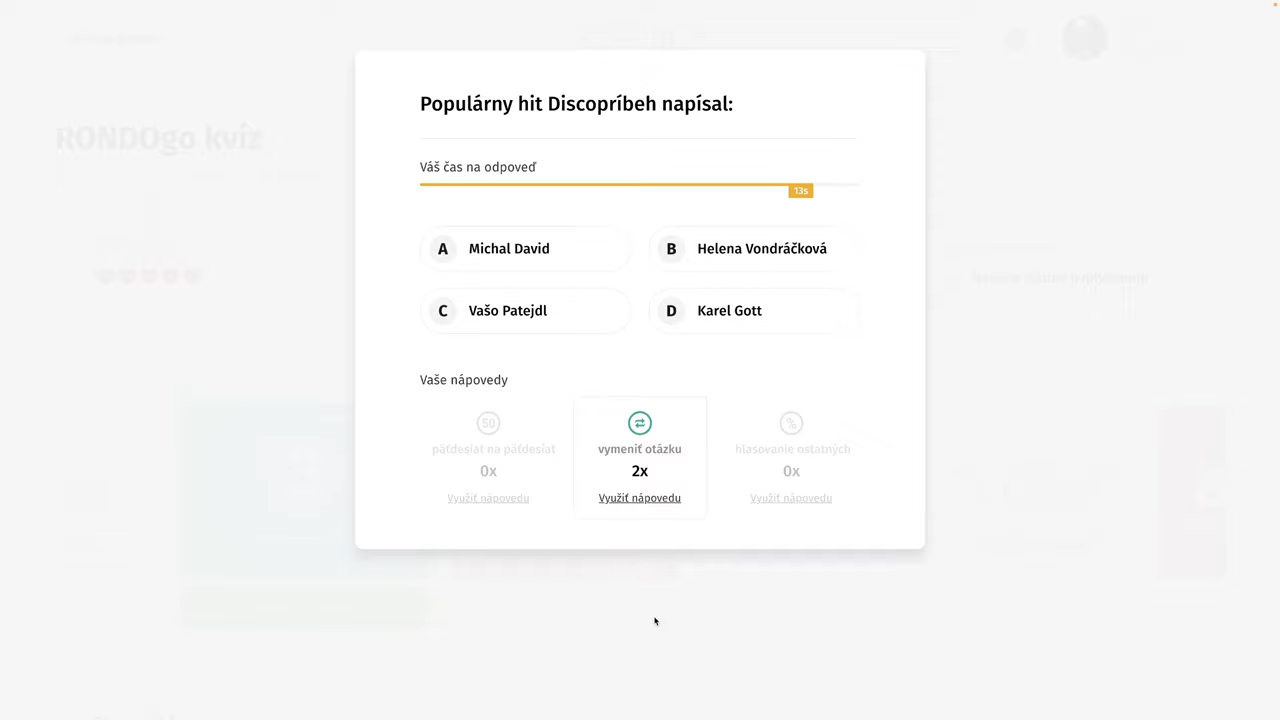 RONDOgo kvíz
Populárny hit Discopríbeh napísal:
Váš čas na odpoveď
13s
A Michal David
B Helena Vondráčková
C Vašo Patejdl
D Karel Gott
Vaše nápovedy
50
päťdesiat na päťdesiat
0x
Využiť nápovedu
vymeniť otázku
2x
Využiť nápovedu
%
hlasovanie ostatných
0x
Využiť nápovedu